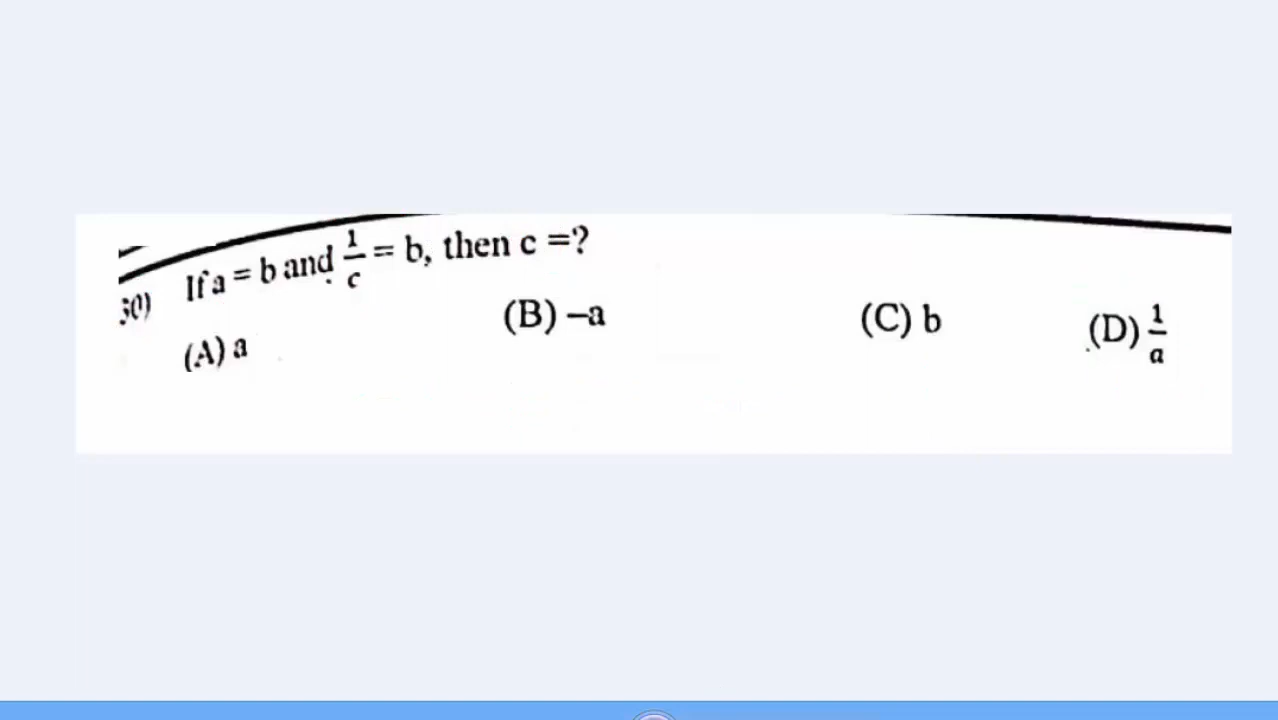 30) If a = b and 1/c = b, then c =?
(A) a (B) –a (C) b (D) 1/a